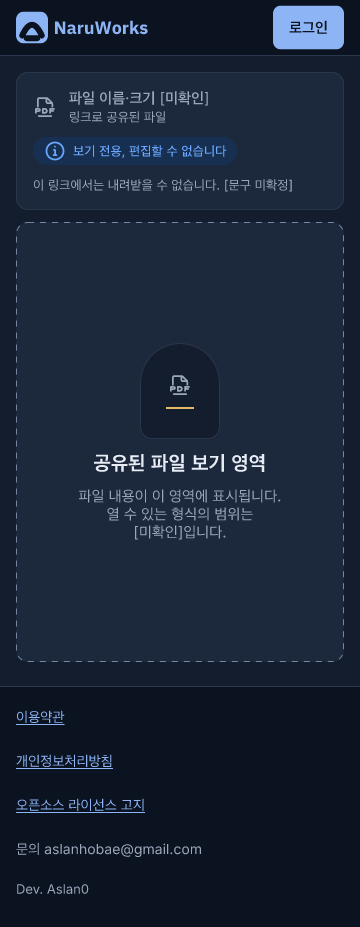 NaruWorks
로그인
파일 이름·크기 [미확인]
링크로 공유된 파일
PDF
보기 전용, 편집할 수 없습니다
이 링크에서는 내려받을 수 없습니다. [문구 미확정]
PDF
공유된 파일 보기 영역
파일 내용이 이 영역에 표시됩니다.
열 수 있는 형식의 범위는
[미확인]입니다.
이용약관
개인정보처리방침
오픈소스 라이선스 고지
문의 aslanhobae@gmail.com
Dev. Aslan0